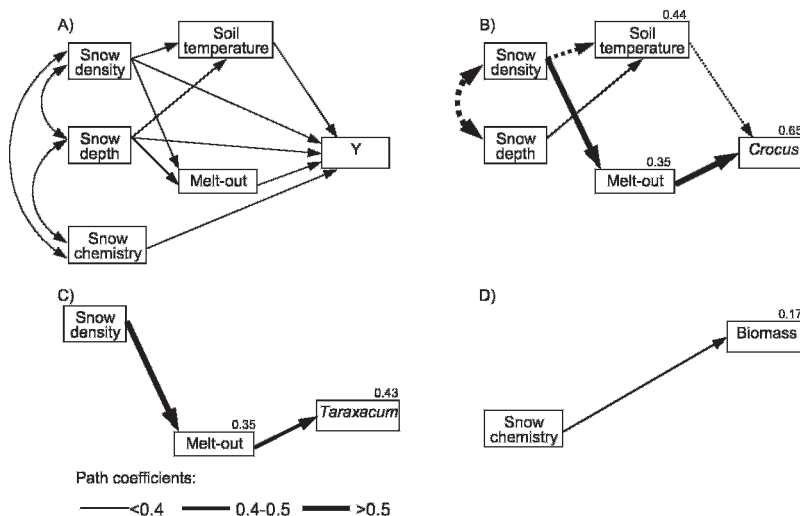 A)
Snow
density
Soil
temperature
Snow
depth
Y
Melt-out
Snow
chemistry
B)
0.44
Snow
density
Soil
temperature
Snow
depth
0.65
Crocus
0.35
Melt-out
C)
Snow
density
0.43
Taraxacum
0.35
Melt-out
D)
0.17
Biomass
Snow
chemistry
Path coefficients:
<0.4 0.4-0.5 >0.5